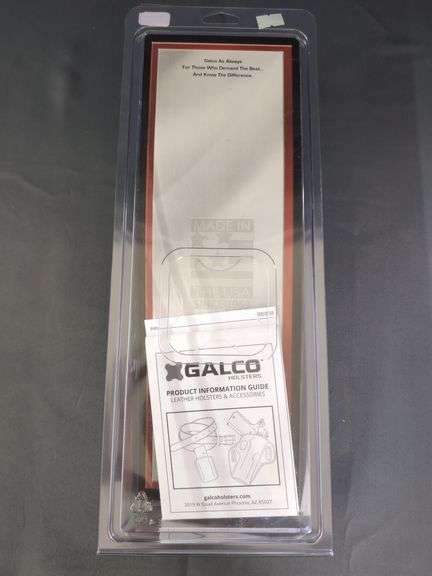 Galco As Always
For Those Who Demand The Best...
And Know The Difference.
MADE IN
THE USA
GALCO
HOLSTERS
PRODUCT INFORMATION GUIDE
LEATHER HOLSTERS & ACCESSORIES
galcoholsters.com